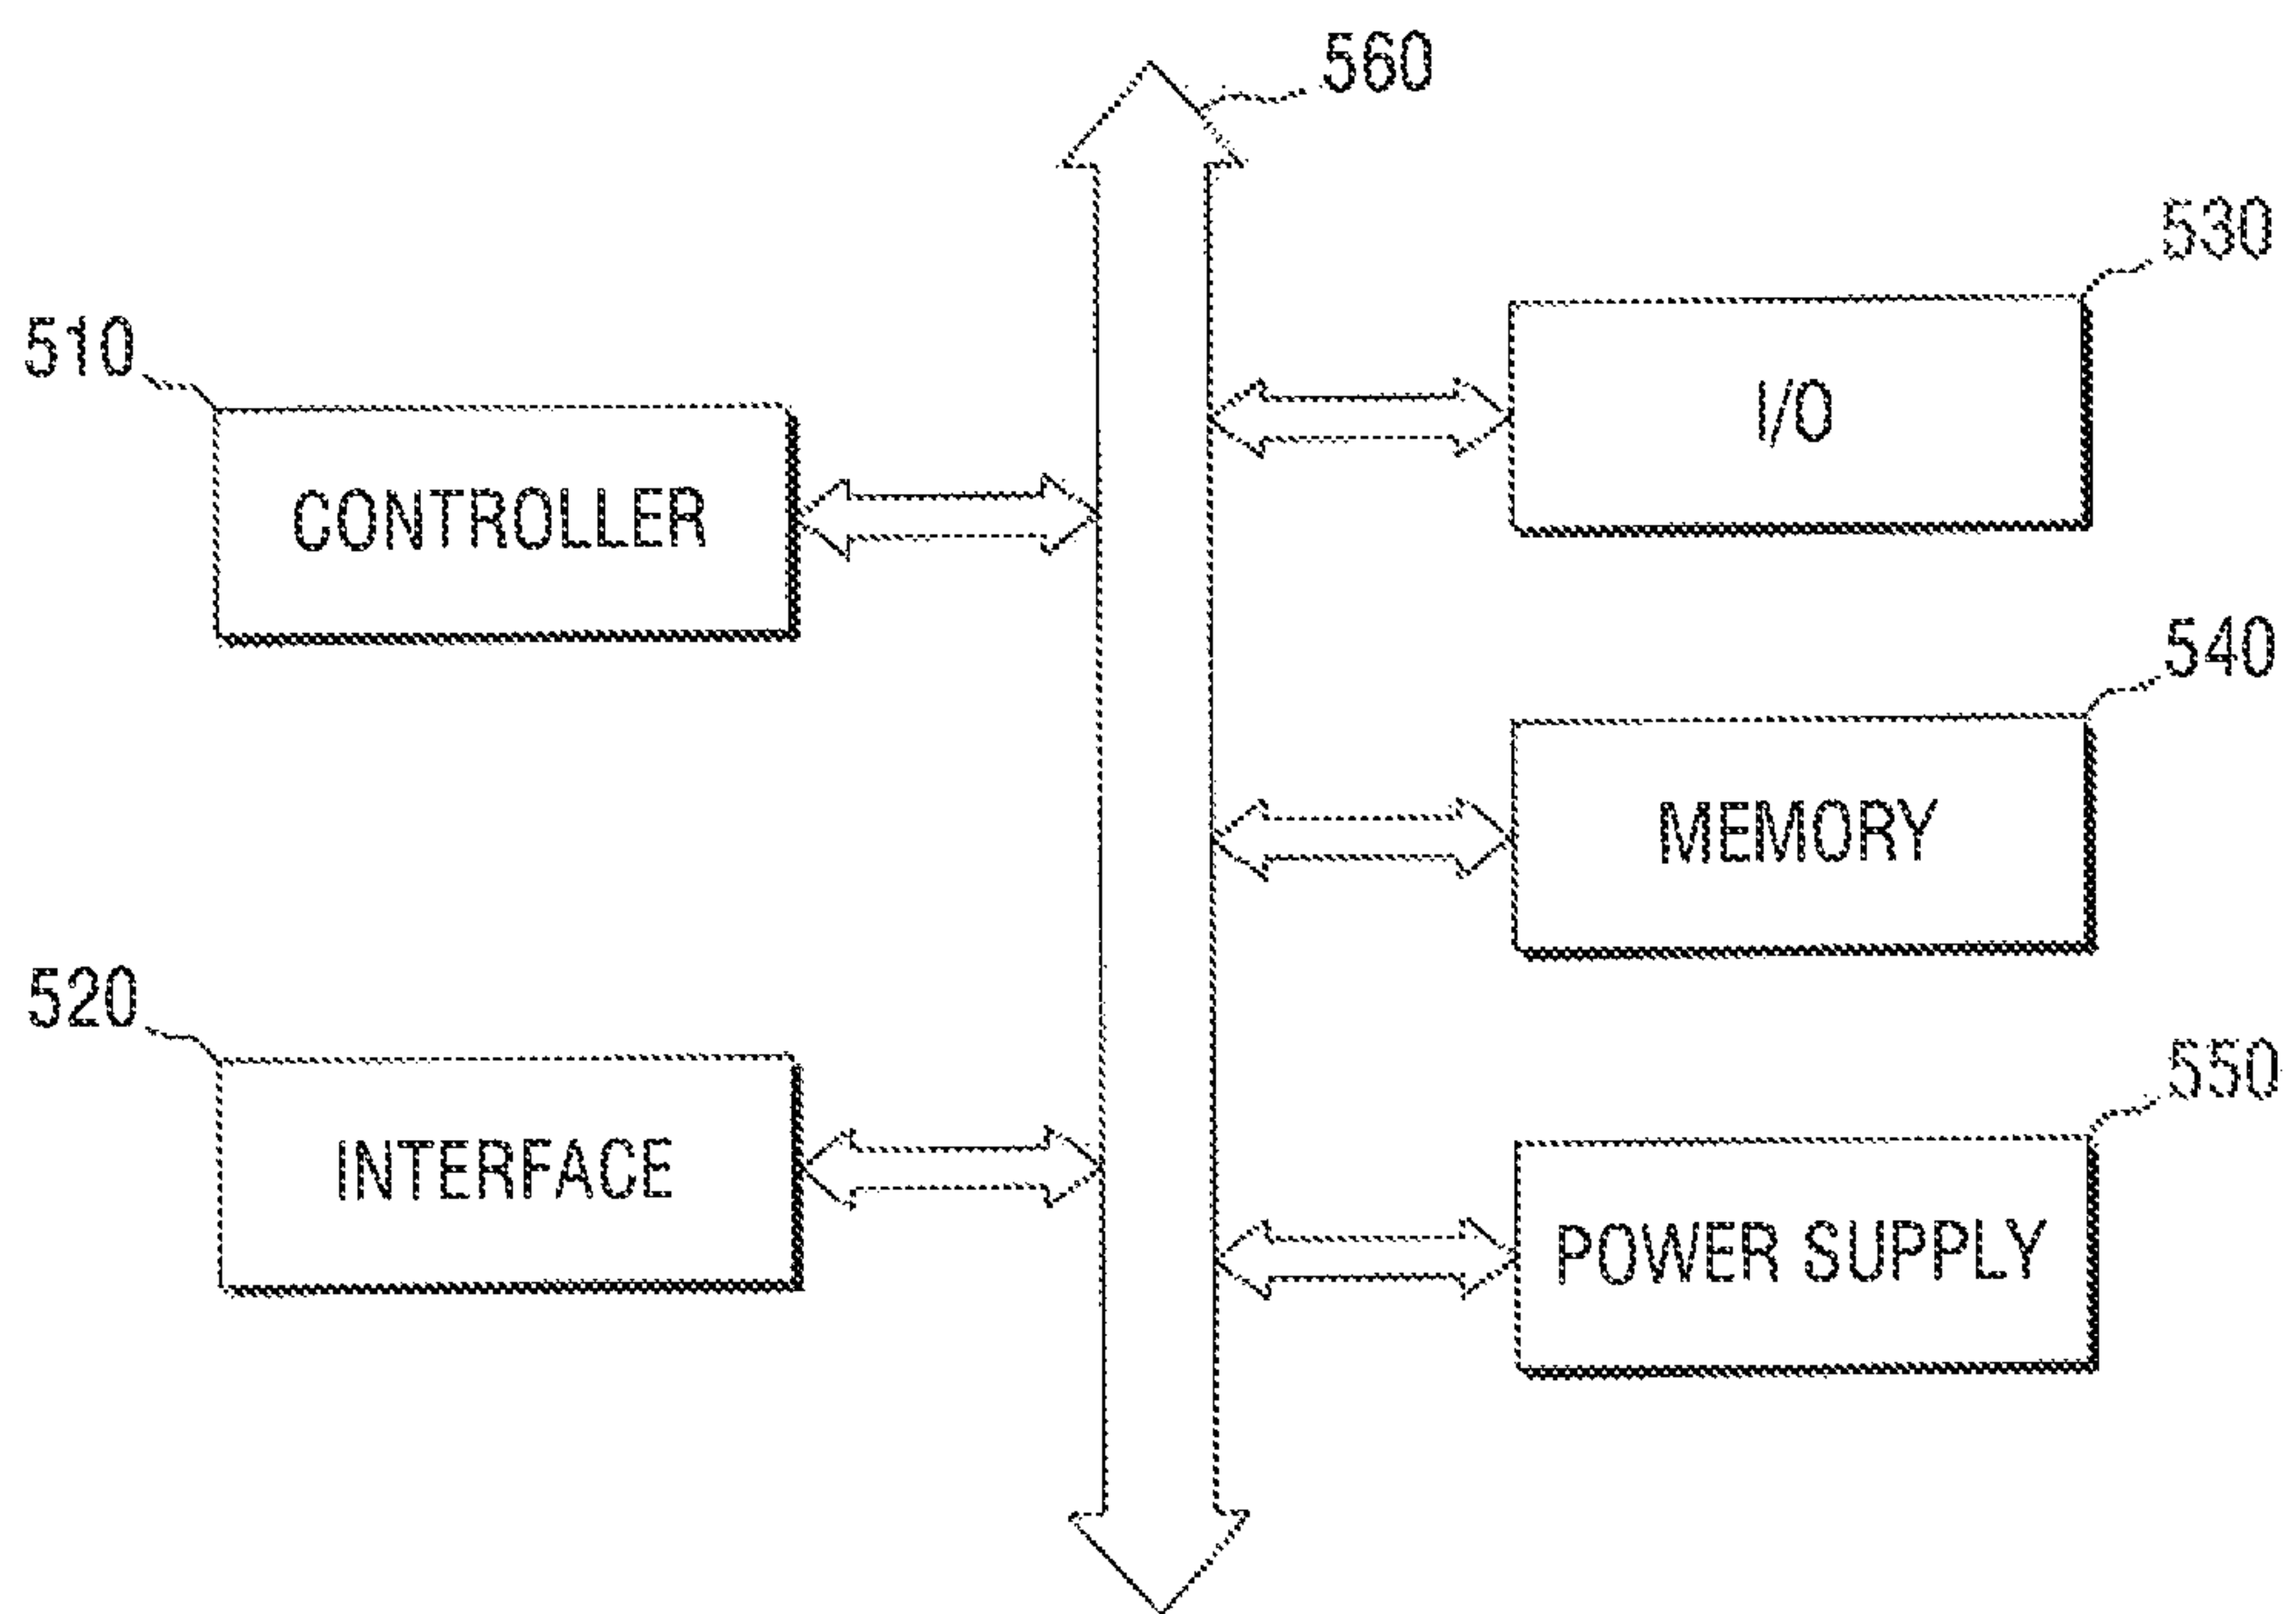 560
530
510
I/O
CONTROLLER
540
MEMORY
520
550
INTERFACE
POWER SUPPLY